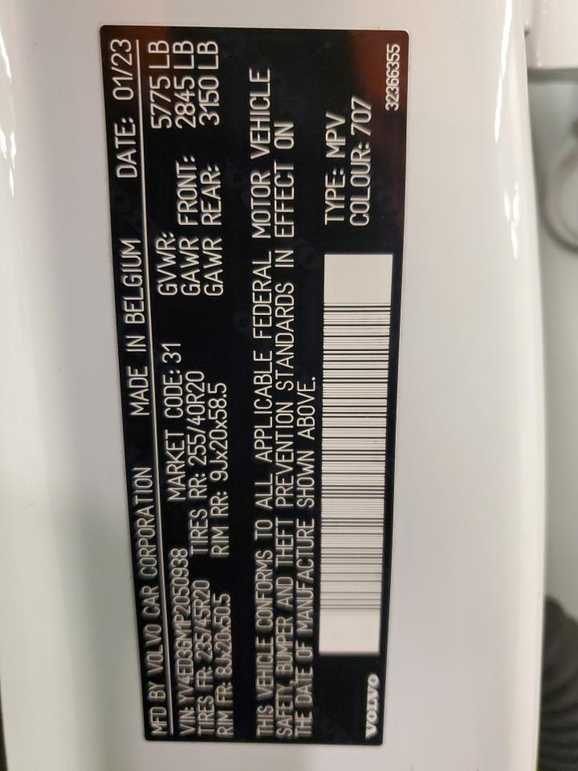 MFD BY VOLVO CAR CORPORATION MADE IN BELGIUM DATE: 01/23
VIN: YV4ED3GMP2050938 MARKET CODE: 31 GVWR: 5775 LB
TIRES FR: 235/45R20 TIRES RR: 255/40R20 GAWR FRONT: 2845 LB
RIM FR: 8Jx20x50.5 RIM RR: 9Jx20x58.5 GAWR REAR: 3150 LB
THIS VEHICLE CONFORMS TO ALL APPLICABLE FEDERAL MOTOR VEHICLE
SAFETY, BUMPER AND THEFT PREVENTION STANDARDS IN EFFECT ON
THE DATE OF MANUFACTURE SHOWN ABOVE.
TYPE: MPV
COLOUR: 707
VOLVO 32366355